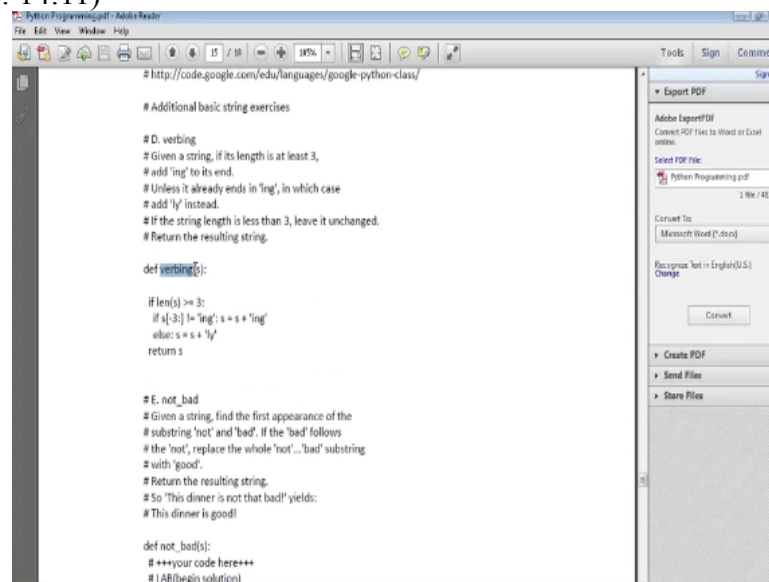 Python Programming.pdf - Adobe Reader
File Edit View Window Help
15 / 18 105% Tools Sign Comme
# http://code.google.com/edu/languages/google-python-class/
# Additional basic string exercises
# D. verbing
# Given a string, if its length is at least 3,
# add 'ing' to its end.
# Unless it already ends in 'ing', in which case
# add 'ly' instead.
# If the string length is less than 3, leave it unchanged.
# Return the resulting string.
def verbing(s):
if len(s) >= 3:
if s[-3:] != 'ing': s = s + 'ing'
else: s = s + 'ly'
return s
# E. not_bad
# Given a string, find the first appearance of the
# substring 'not' and 'bad'. If the 'bad' follows
# the 'not', replace the whole 'not'...'bad' substring
# with 'good'.
# Return the resulting string.
# So 'This dinner is not that bad!' yields:
# This dinner is good!
def not_bad(s):
# +++your code here+++
# LAB(begin solution)
Sign
Export PDF
Adobe ExportPDF
Convert PDF files to Word or Excel
online.
Select PDF File:
Python Programming.pdf
1 file / 48
Convert To:
Microsoft Word (*.docx)
Recognize Text in English(U.S.)
Change
Convert
Create PDF
Send Files
Store Files